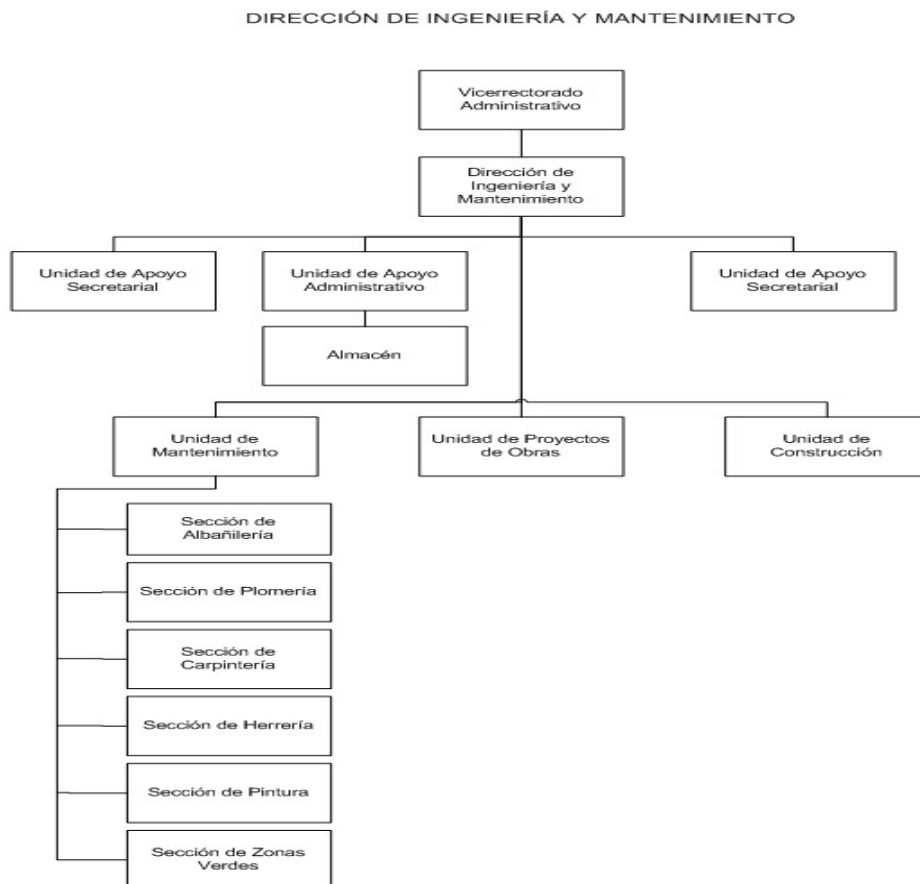 DIRECCIÓN DE INGENIERÍA Y MANTENIMIENTO
Vicerrectorado
Administrativo
Dirección de
Ingeniería y
Mantenimiento
Unidad de Apoyo
Secretarial
Unidad de Apoyo
Administrativo
Unidad de Apoyo
Secretarial
Almacén
Unidad de
Mantenimiento
Unidad de Proyectos
de Obras
Unidad de
Construcción
Sección de
Albañilería
Sección de Plomería
Sección de
Carpintería
Sección de Herrería
Sección de Pintura
Sección de Zonas
Verdes